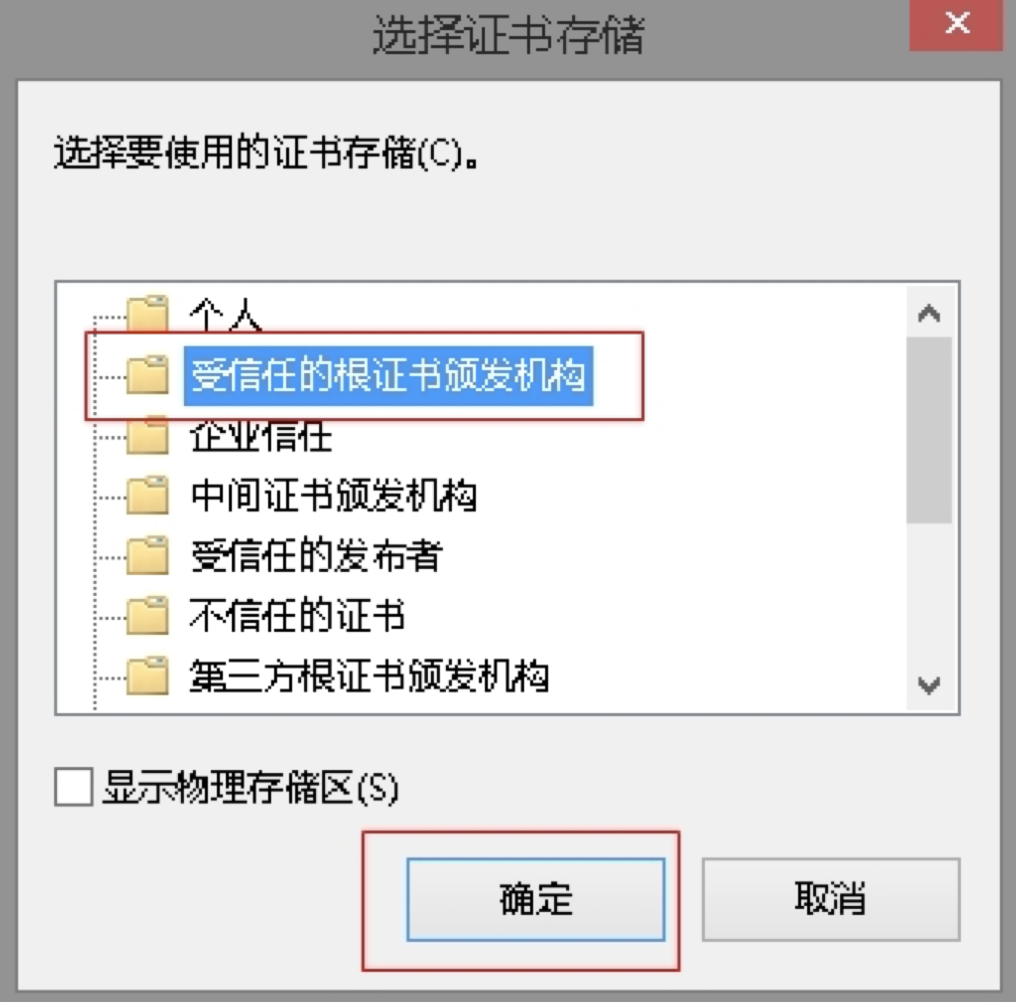 选择证书存储
选择要使用的证书存储(C)。
个人
受信任的根证书颁发机构
企业信任
中间证书颁发机构
受信任的发布者
不信任的证书
第三方根证书颁发机构
显示物理存储区(S)
确定
取消